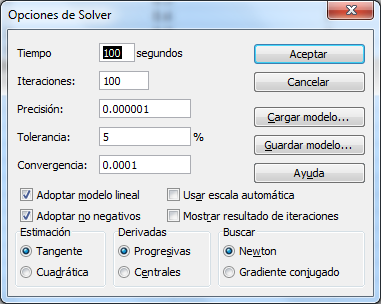 Opciones de Solver
Tiempo 100 segundos Aceptar
Iteraciones: 100 Cancelar
Precisión: 0.000001 Cargar modelo...
Tolerancia: 5 % Guardar modelo...
Convergencia: 0.0001 Ayuda
Adoptar modelo lineal Usar escala automática
Adoptar no negativos Mostrar resultado de iteraciones
Estimación Derivadas Buscar
Tangente Progresivas Newton
Cuadrática Centrales Gradiente conjugado